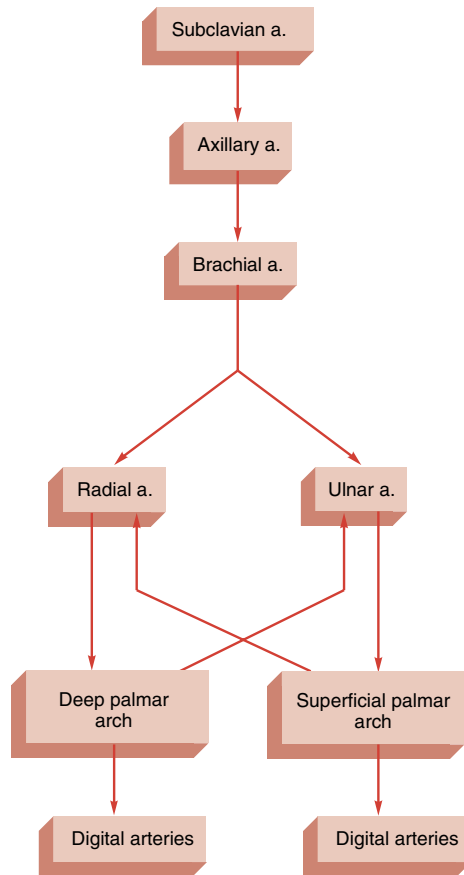 Subclavian a.
Axillary a.
Brachial a.
Radial a.
Ulnar a.
Deep palmar
arch
Superficial palmar
arch
Digital arteries
Digital arteries